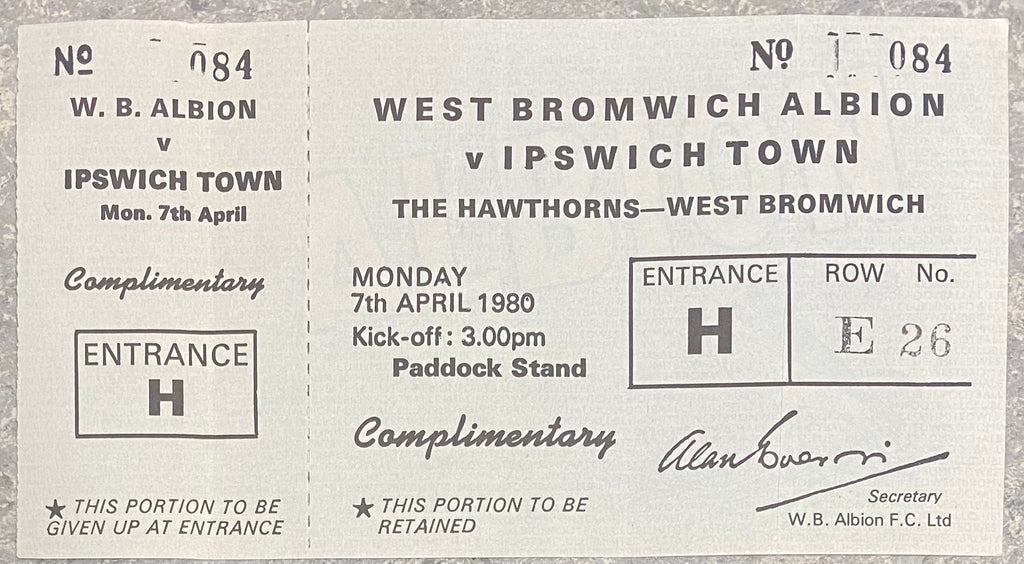 Nº 084
W. B. ALBION
v
IPSWICH TOWN
Mon. 7th April
Complimentary
ENTRANCE
H
★ THIS PORTION TO BE
GIVEN UP AT ENTRANCE
Nº 084
WEST BROMWICH ALBION
v IPSWICH TOWN
THE HAWTHORNS—WEST BROMWICH
MONDAY
7th APRIL 1980
Kick-off: 3.00pm
Paddock Stand
ENTRANCE
H
ROW No.
E 26
Complimentary
★ THIS PORTION TO BE
RETAINED
Alan
Secretary
W.B. Albion F.C. Ltd
ALBION